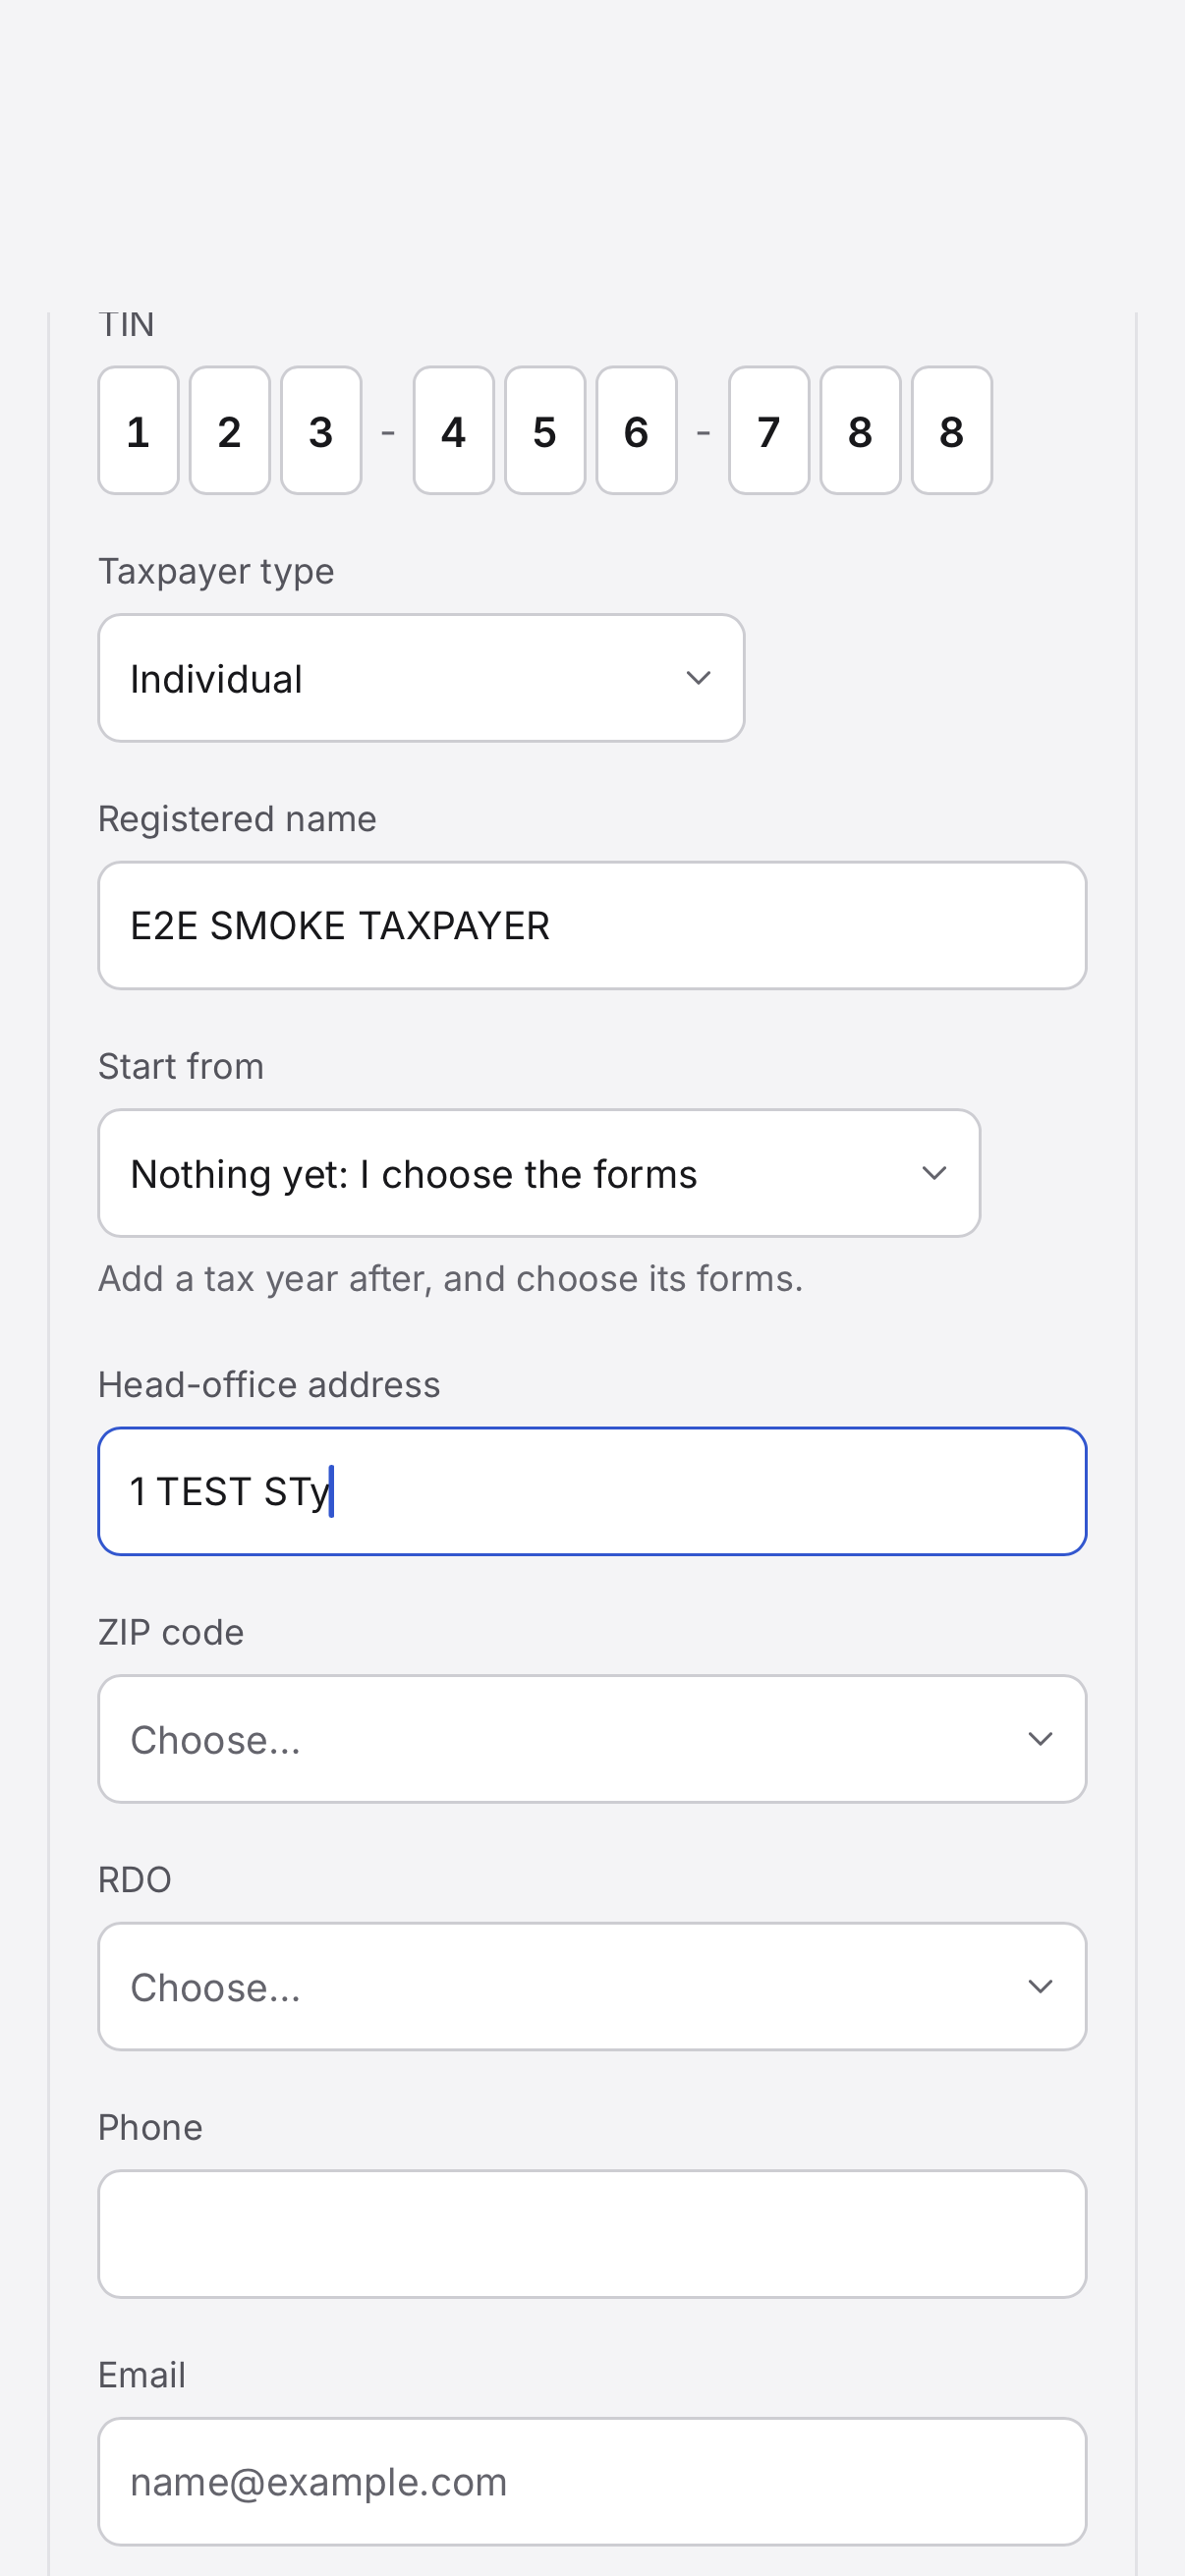 TIN
1 2 3 - 4 5 6 - 7 8 8
Taxpayer type
Individual
Registered name
E2E SMOKE TAXPAYER
Start from
Nothing yet: I choose the forms
Add a tax year after, and choose its forms.
Head-office address
1 TEST STy
ZIP code
Choose...
RDO
Choose...
Phone
Email
name@example.com